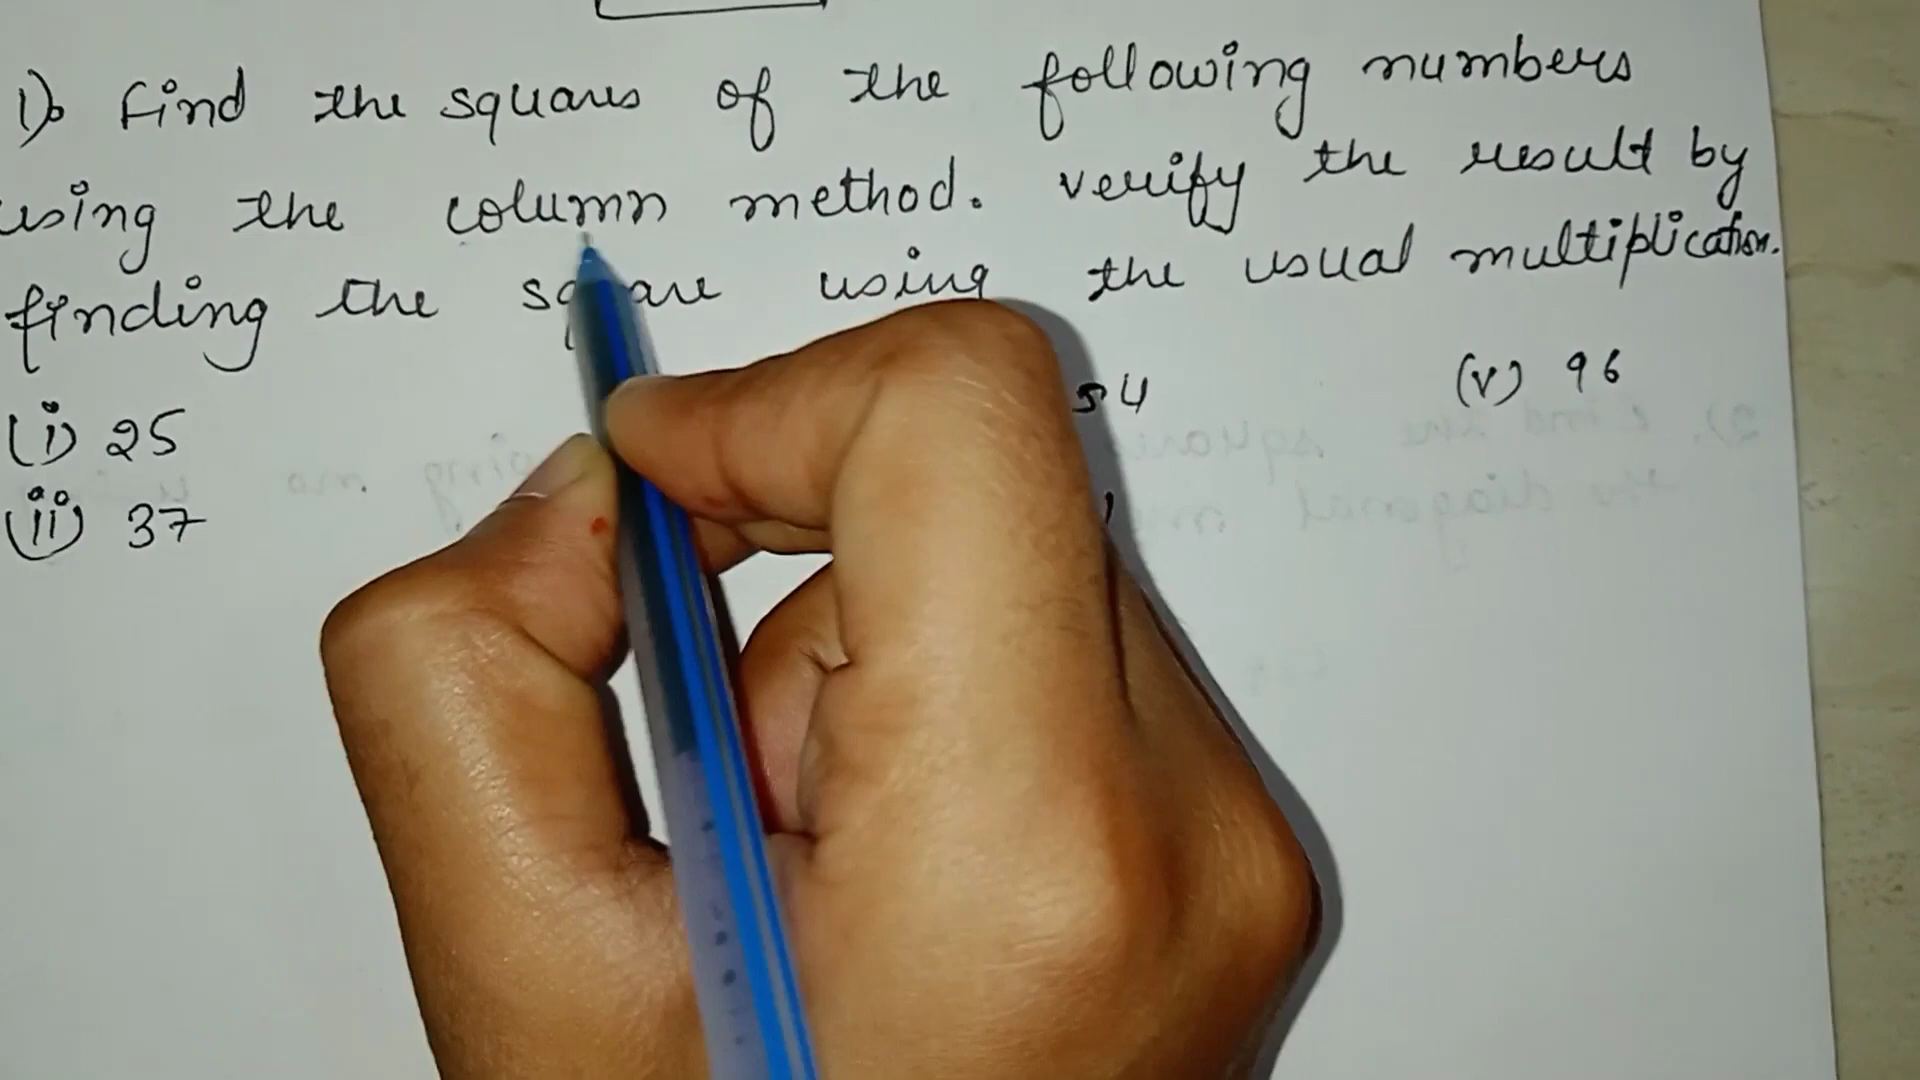 1). Find the squares of the following numbers
using the column method. verify the result by
finding the square using the usual multiplication.
(i) 25
54
(v) 96
(ii) 37